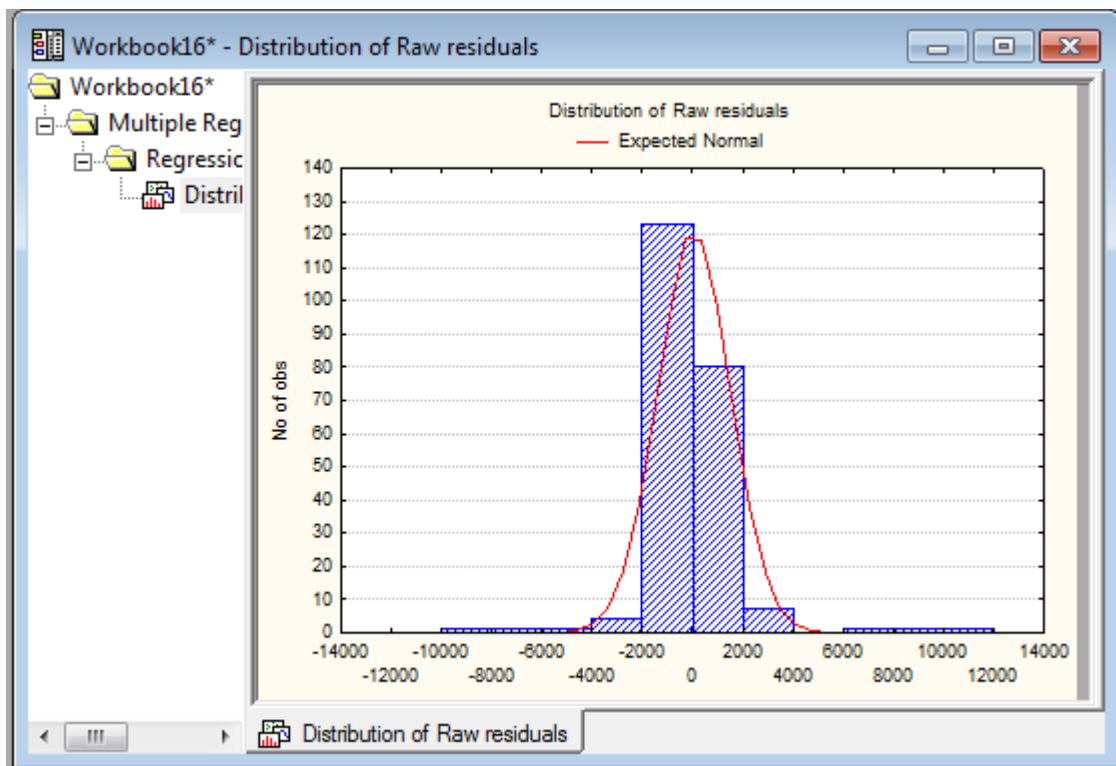 Workbook16* - Distribution of Raw residuals
Workbook16*
Multiple Reg
Regressic
Distril
Distribution of Raw residuals
Expected Normal
140
130
120
110
100
90
80
70
60
50
40
30
20
10
0
No of obs
-14000 -10000 -6000 -2000 2000 6000 10000 14000
-12000 -8000 -4000 0 4000 8000 12000
Distribution of Raw residuals